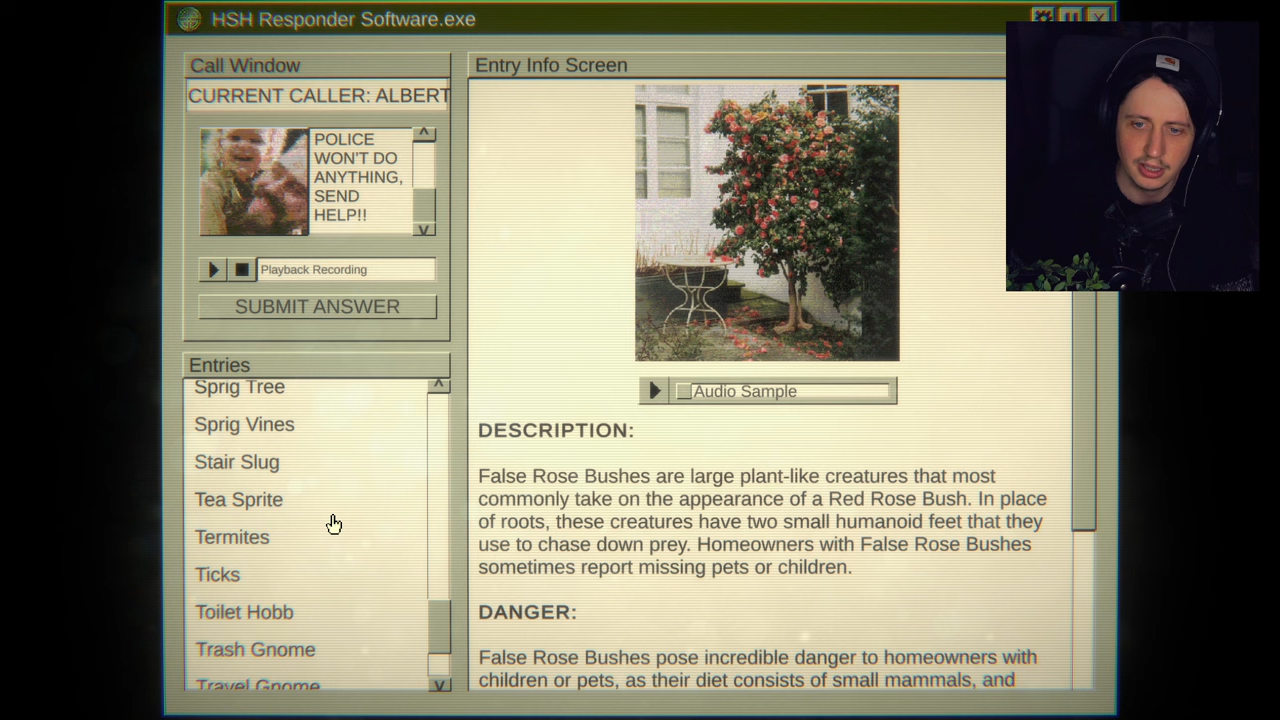 HSH Responder Software.exe
Call Window
CURRENT CALLER: ALBERT
POLICE
WON'T DO
ANYTHING,
SEND
HELP!!
Playback Recording
SUBMIT ANSWER
Entries
Sprig Tree
Sprig Vines
Stair Slug
Tea Sprite
Termites
Ticks
Toilet Hobb
Trash Gnome
Travel Gnome
Entry Info Screen
Audio Sample
DESCRIPTION:
False Rose Bushes are large plant-like creatures that most
commonly take on the appearance of a Red Rose Bush. In place
of roots, these creatures have two small humanoid feet that they
use to chase down prey. Homeowners with False Rose Bushes
sometimes report missing pets or children.
DANGER:
False Rose Bushes pose incredible danger to homeowners with
children or pets, as their diet consists of small mammals, and